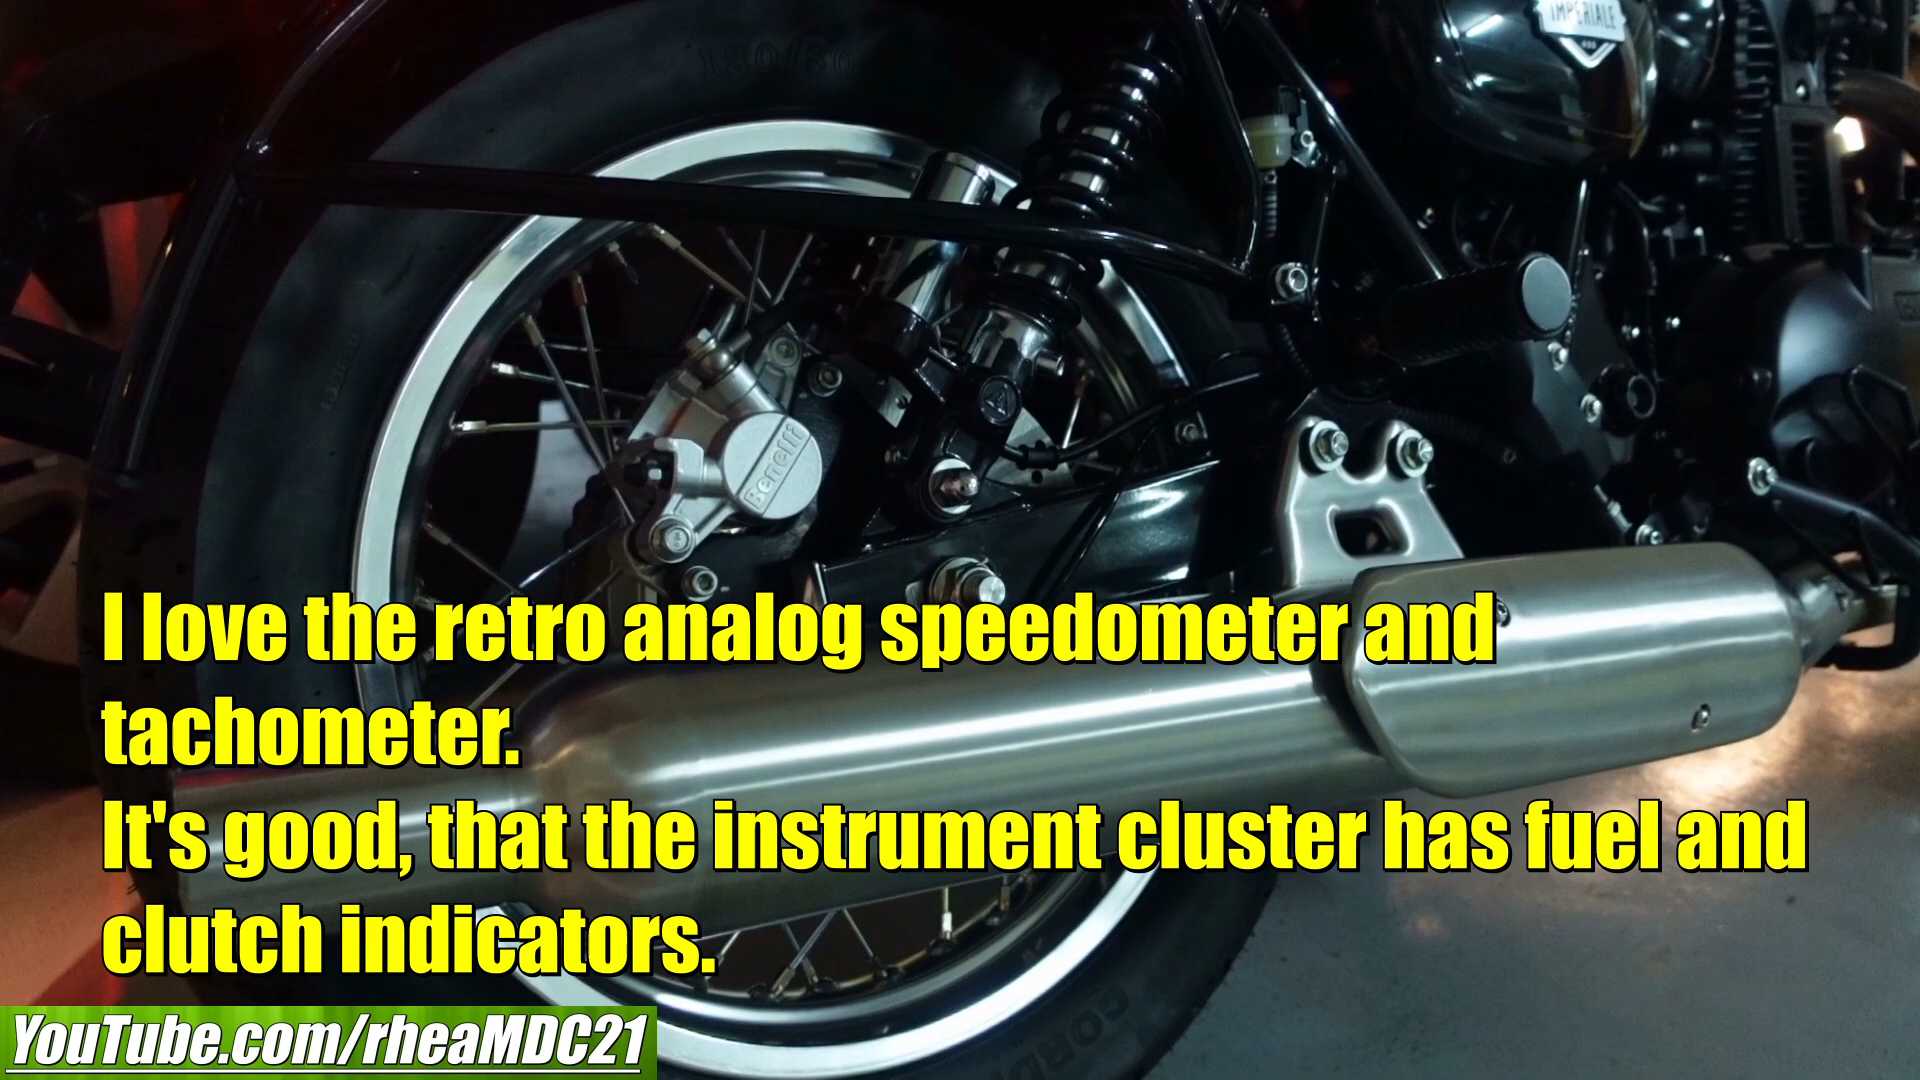 IMPERIALE
Benelli
I love the retro analog speedometer and
tachometer.
It's good, that the instrument cluster has fuel and
clutch indicators.
YouTube.com/rheaMDC21